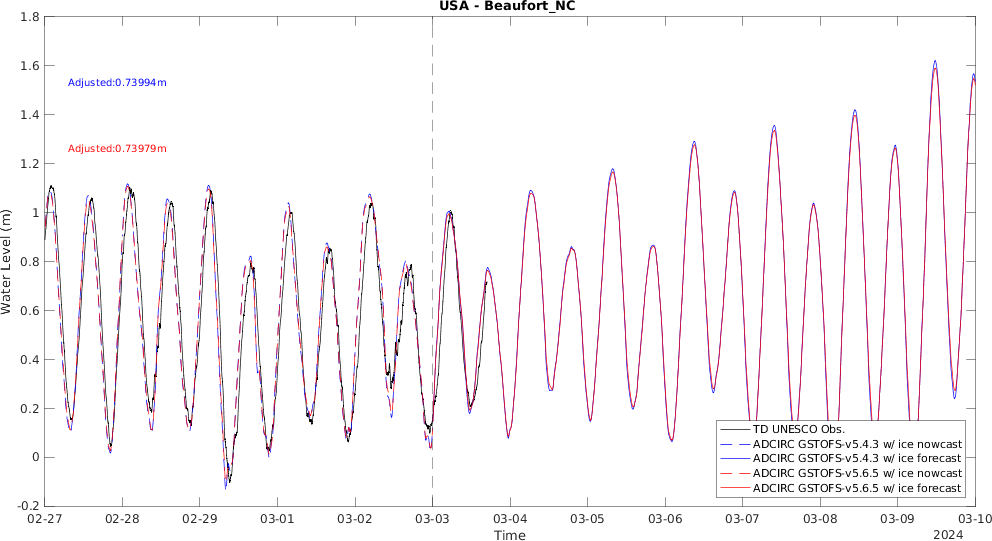 USA - Beaufort_NC
1.8
1.6
1.4
1.2
1
0.8
0.6
0.4
0.2
0
-0.2
Water Level (m)
Adjusted:0.73994m
Adjusted:0.73979m
TD UNESCO Obs.
ADCIRC GSTOFS-v5.4.3 w/ ice nowcast
ADCIRC GSTOFS-v5.4.3 w/ ice forecast
ADCIRC GSTOFS-v5.6.5 w/ ice nowcast
ADCIRC GSTOFS-v5.6.5 w/ ice forecast
02-27 02-28 02-29 03-01 03-02 03-03 03-04 03-05 03-06 03-07 03-08 03-09 03-10
Time
2024